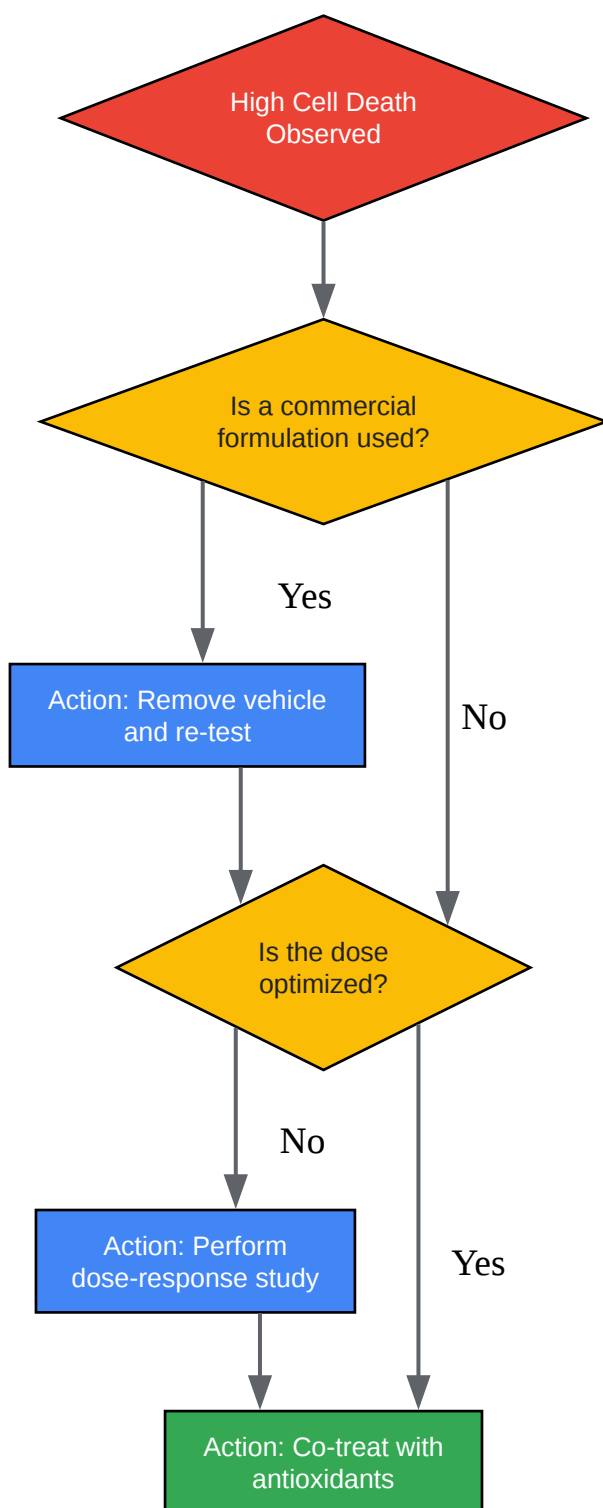 High Cell Death
Observed
Is a commercial
formulation used?
Yes
Action: Remove vehicle
and re-test
No
Is the dose
optimized?
No
Action: Perform
dose-response study
Yes
Action: Co-treat with
antioxidants